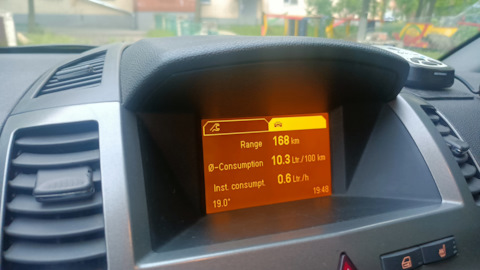 Range 168 km
Ø-Consumption 10.3 Ltr./100 km
Inst. consumpt. 0.6 Ltr./h
19.0° 19:48